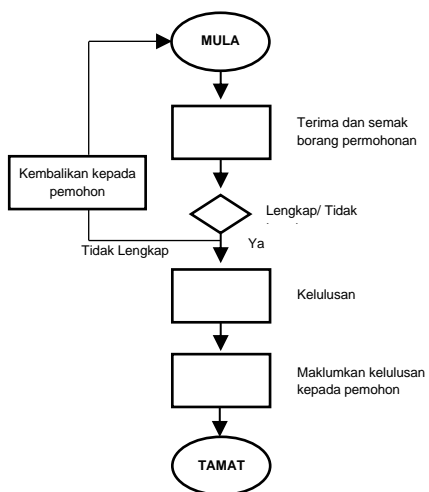 MULA
Terima dan semak
borang permohonan
Kembalikan kepada
pemohon
Lengkap/ Tidak
Tidak Lengkap
Ya
Kelulusan
Maklumkan kelulusan
kepada pemohon
TAMAT